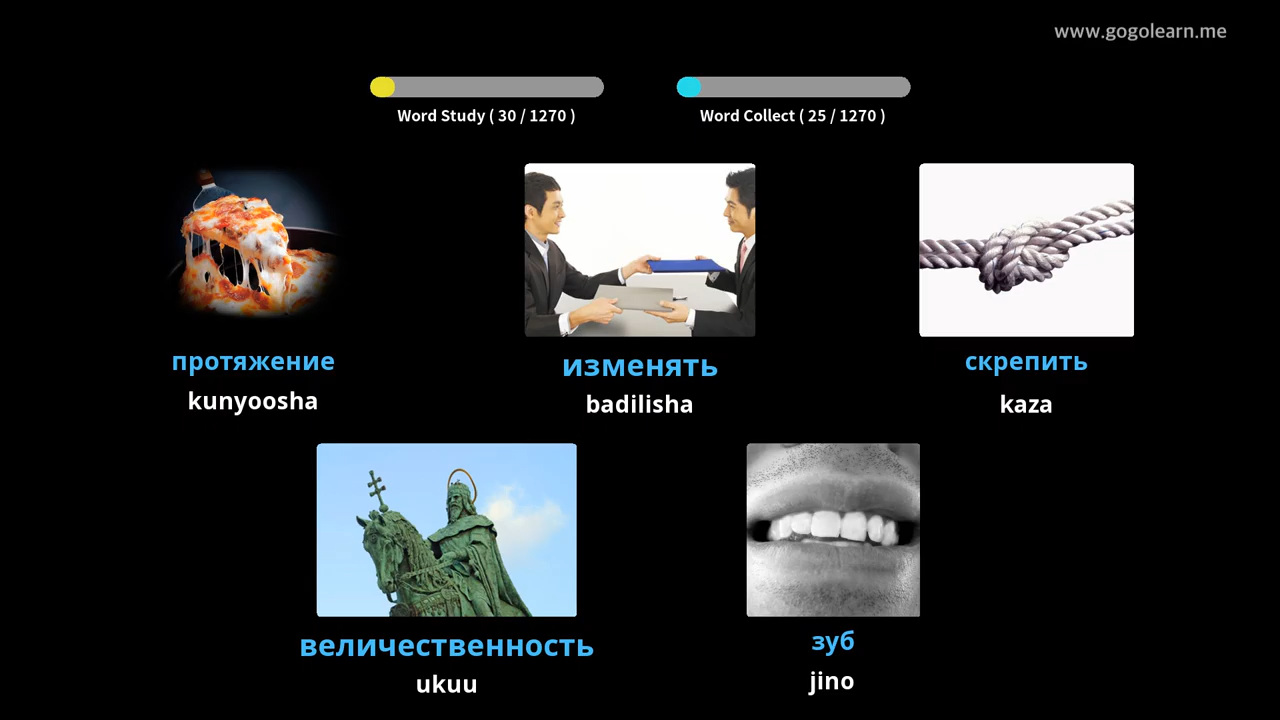 www.gogolearn.me
Word Study ( 30 / 1270 )
Word Collect ( 25 / 1270 )
протяжение
kunyoosha
изменять
badilisha
скрепить
kaza
величественность
ukuu
зуб
jino